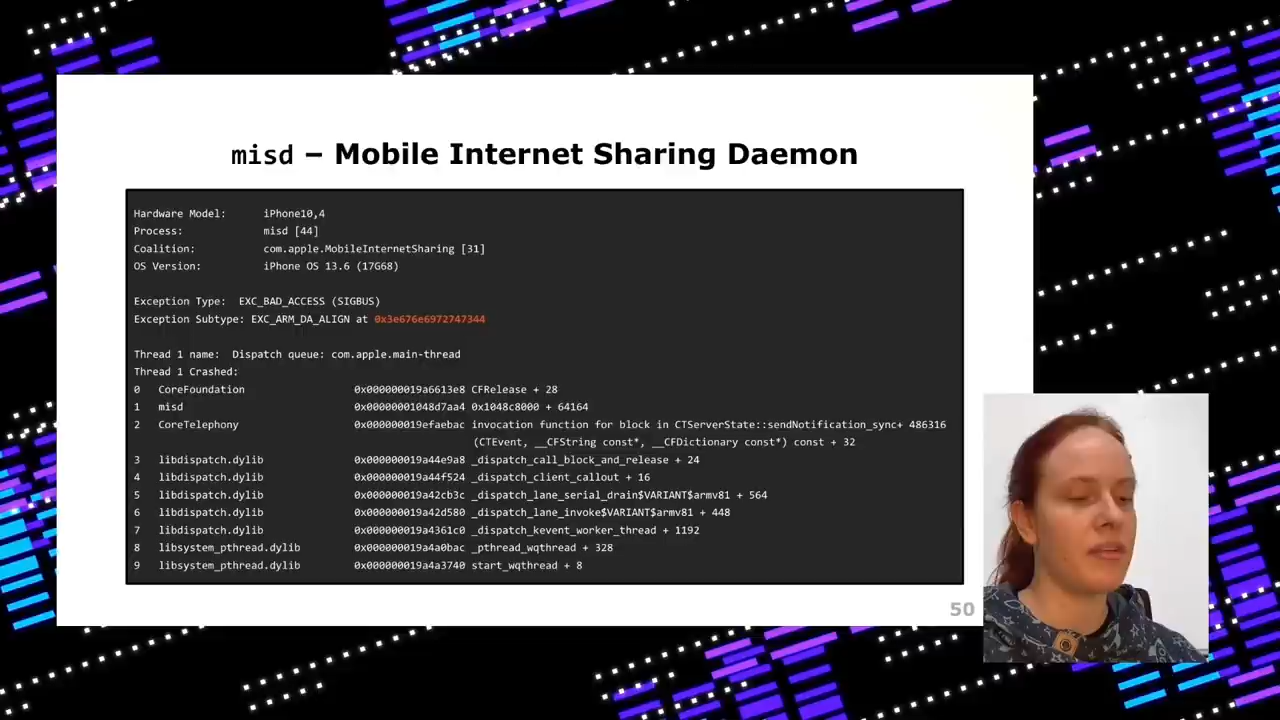 misd – Mobile Internet Sharing Daemon
Hardware Model: iPhone10,4
Process: misd [44]
Coalition: com.apple.MobileInternetSharing [31]
OS Version: iPhone OS 13.6 (17G68)
Exception Type: EXC_BAD_ACCESS (SIGBUS)
Exception Subtype: EXC_ARM_DA_ALIGN at 0x3e676e6972747344
Thread 1 name: Dispatch queue: com.apple.main-thread
Thread 1 Crashed:
0 CoreFoundation 0x000000019a6613e8 CFRelease + 28
1 misd 0x00000001048d7aa4 0x1048c8000 + 64164
2 CoreTelephony 0x000000019efaebac invocation function for block in CTServerState::sendNotification_sync+ 486316
(CTEvent, __CFString const*, __CFDictionary const*) const + 32
3 libdispatch.dylib 0x000000019a44e9a8 _dispatch_call_block_and_release + 24
4 libdispatch.dylib 0x000000019a44f524 _dispatch_client_callout + 16
5 libdispatch.dylib 0x000000019a42cb3c _dispatch_lane_serial_drain$VARIANT$armv81 + 564
6 libdispatch.dylib 0x000000019a42d580 _dispatch_lane_invoke$VARIANT$armv81 + 448
7 libdispatch.dylib 0x000000019a4361c0 _dispatch_kevent_worker_thread + 1192
8 libsystem_pthread.dylib 0x000000019a4a0bac _pthread_wqthread + 328
9 libsystem_pthread.dylib 0x000000019a4a3740 start_wqthread + 8
50